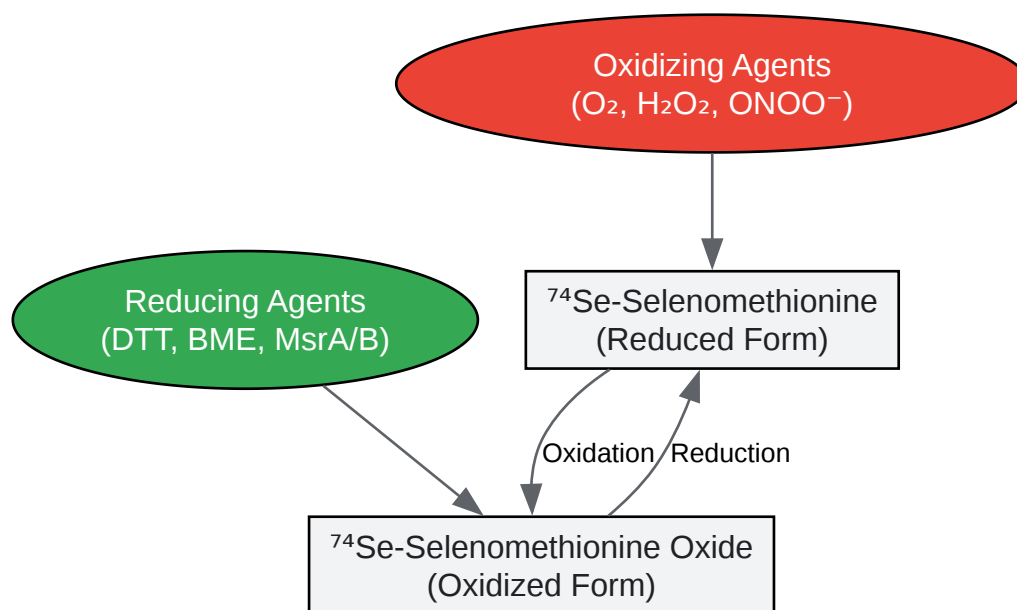 Oxidizing Agents
(O₂, H₂O₂, ONOO⁻)
Reducing Agents
(DTT, BME, MsrA/B)
⁷⁴Se-Selenomethionine
(Reduced Form)
Oxidation
Reduction
⁷⁴Se-Selenomethionine Oxide
(Oxidized Form)